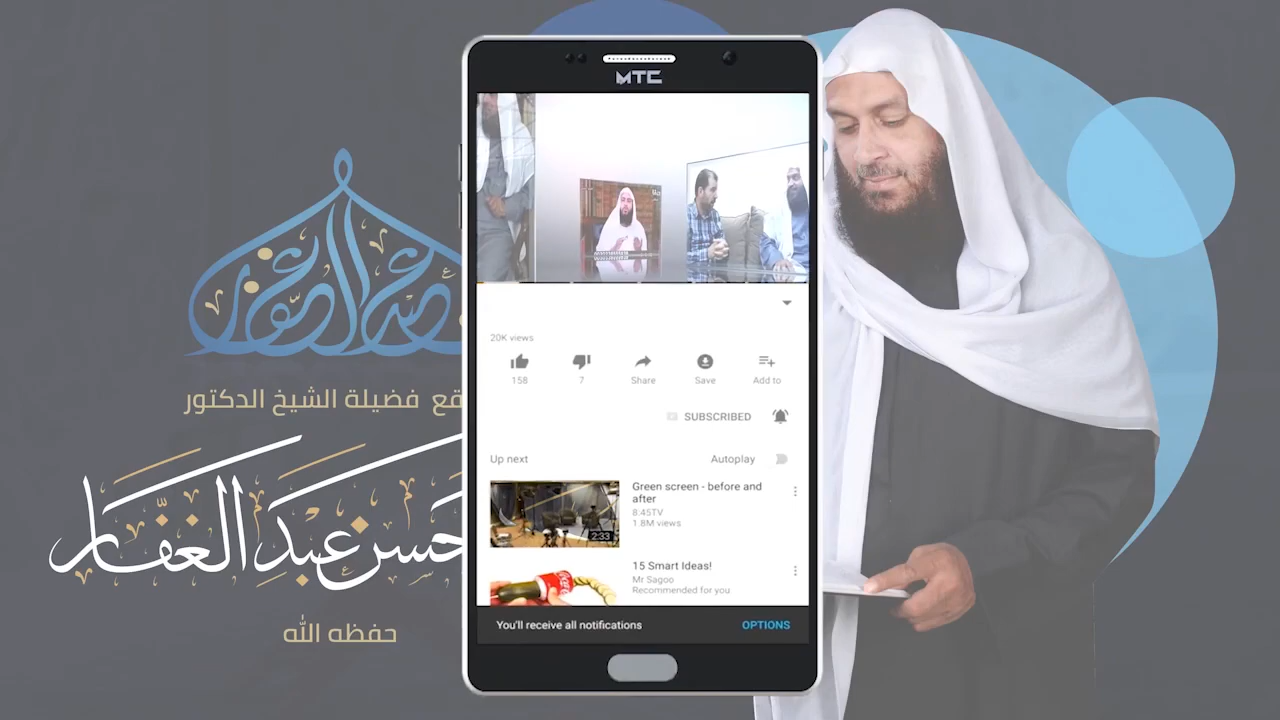 قع فضيلة الشيخ الدكتور
حسن عبد الغفار
حفظه الله
MTC
20K views
158
7
Share
Save
Add to
SUBSCRIBED
Up next
Autoplay
Green screen - before and
after
8:45TV
1.8M views
2:33
15 Smart Ideas!
Mr Sagoo
Recommended for you
You'll receive all notifications
OPTIONS